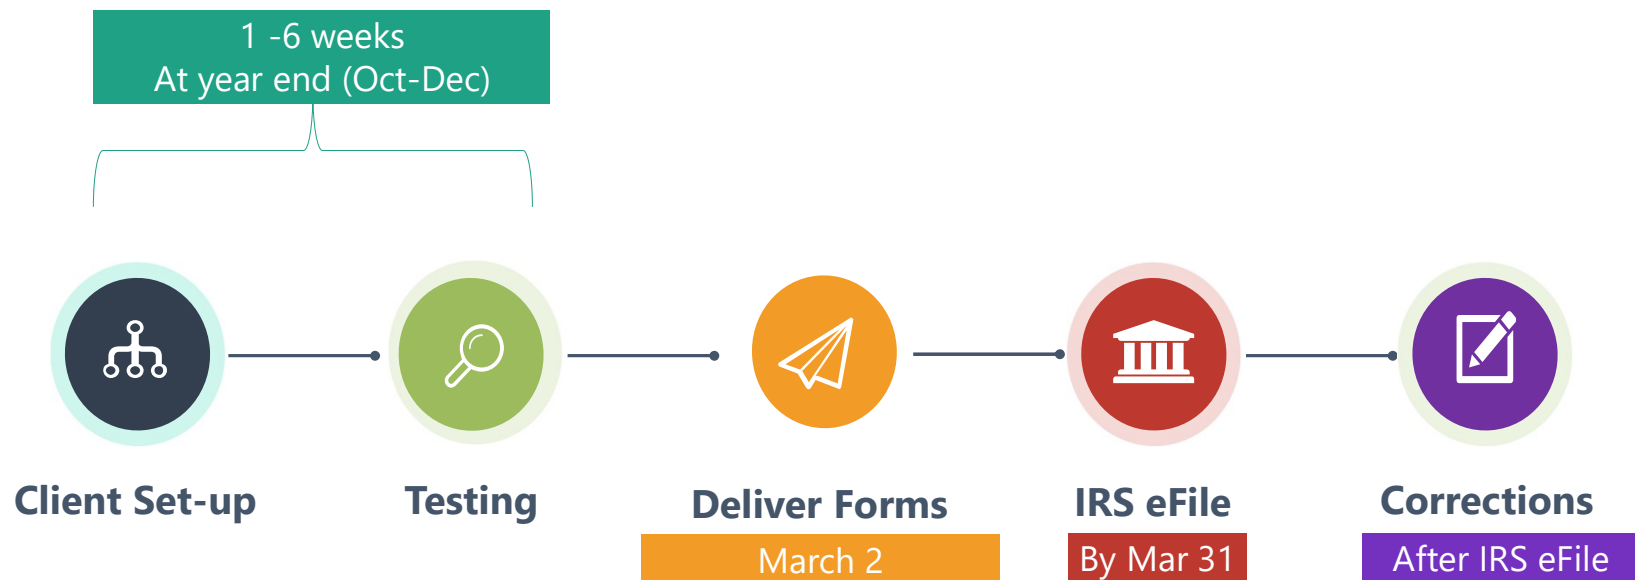 1 -6 weeks
At year end (Oct-Dec)
Client Set-up
Testing
Deliver Forms
March 2
IRS eFile
By Mar 31
Corrections
After IRS eFile